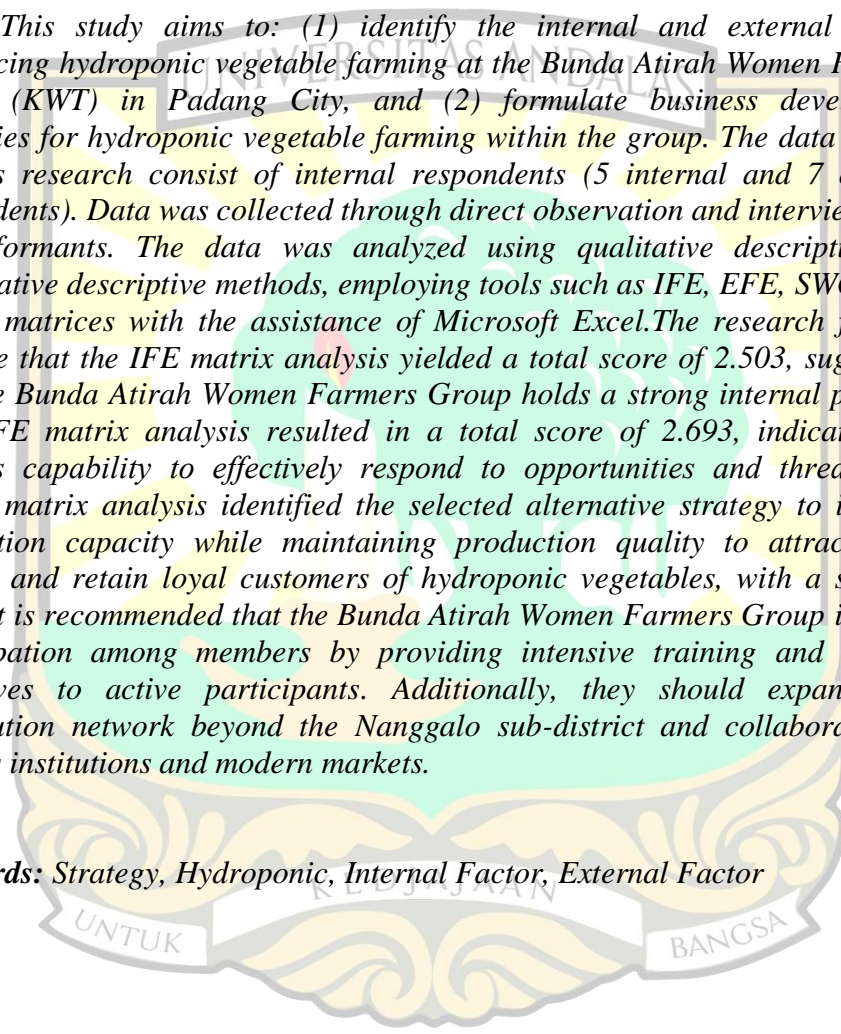 This study aims to: (1) identify the internal and external
cing hydroponic vegetable farming at the Bunda Atirah Women F
(KWT) in Padang City, and (2) formulate business devel
ies for hydroponic vegetable farming within the group. The data
s research consist of internal respondents (5 internal and 7
dents). Data was collected through direct observation and intervie
formants. The data was analyzed using qualitative descripti
ative descriptive methods, employing tools such as IFE, EFE, SW
matrices with the assistance of Microsoft Excel.The research f
e that the IFE matrix analysis yielded a total score of 2.503, sug
e Bunda Atirah Women Farmers Group holds a strong internal p
FE matrix analysis resulted in a total score of 2.693, indica
s capability to effectively respond to opportunities and threa
matrix analysis identified the selected alternative strategy to i
tion capacity while maintaining production quality to attrac
and retain loyal customers of hydroponic vegetables, with a s
t is recommended that the Bunda Atirah Women Farmers Group i
pation among members by providing intensive training and
ves to active participants. Additionally, they should expan
ution network beyond the Nanggalo sub-district and collabora
institutions and modern markets.
rds: Strategy, Hydroponic, Internal Factor, External Factor
UNIVERSITAS ANDALAS
KEDJAJAAN
UNTUK
BANGSA